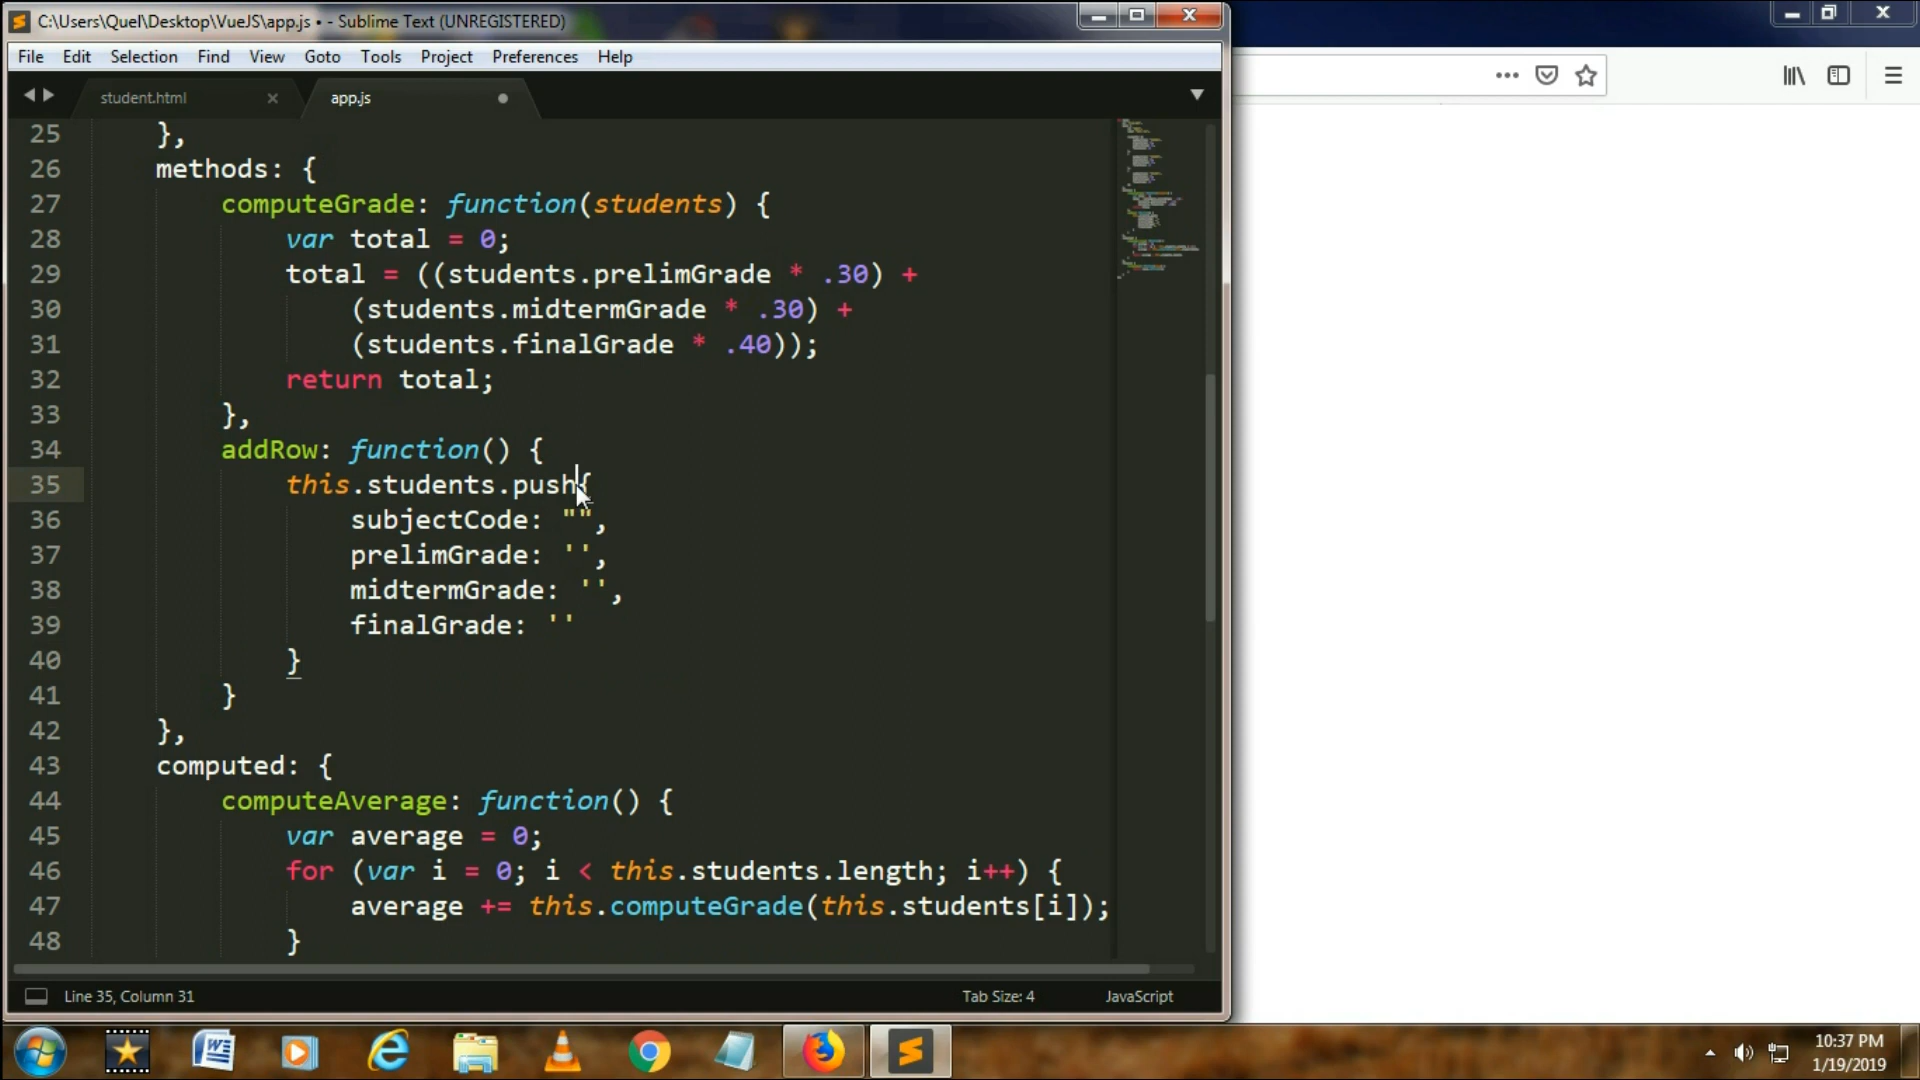 C:\Users\Quel\Desktop\VueJS\app.js • - Sublime Text (UNREGISTERED)
File Edit Selection Find View Goto Tools Project Preferences Help
student.html × app.js
25 },
26 methods: {
27 computeGrade: function(students) {
28 var total = 0;
29 total = ((students.prelimGrade * .30) +
30 (students.midtermGrade * .30) +
31 (students.finalGrade * .40));
32 return total;
33 },
34 addRow: function() {
35 this.students.push{
36 subjectCode: "",
37 prelimGrade: '',
38 midtermGrade: '',
39 finalGrade: ''
40 }
41 }
42 },
43 computed: {
44 computeAverage: function() {
45 var average = 0;
46 for (var i = 0; i < this.students.length; i++) {
47 average += this.computeGrade(this.students[i]);
48 }
Line 35, Column 31 Tab Size: 4 JavaScript
10:37 PM
1/19/2019